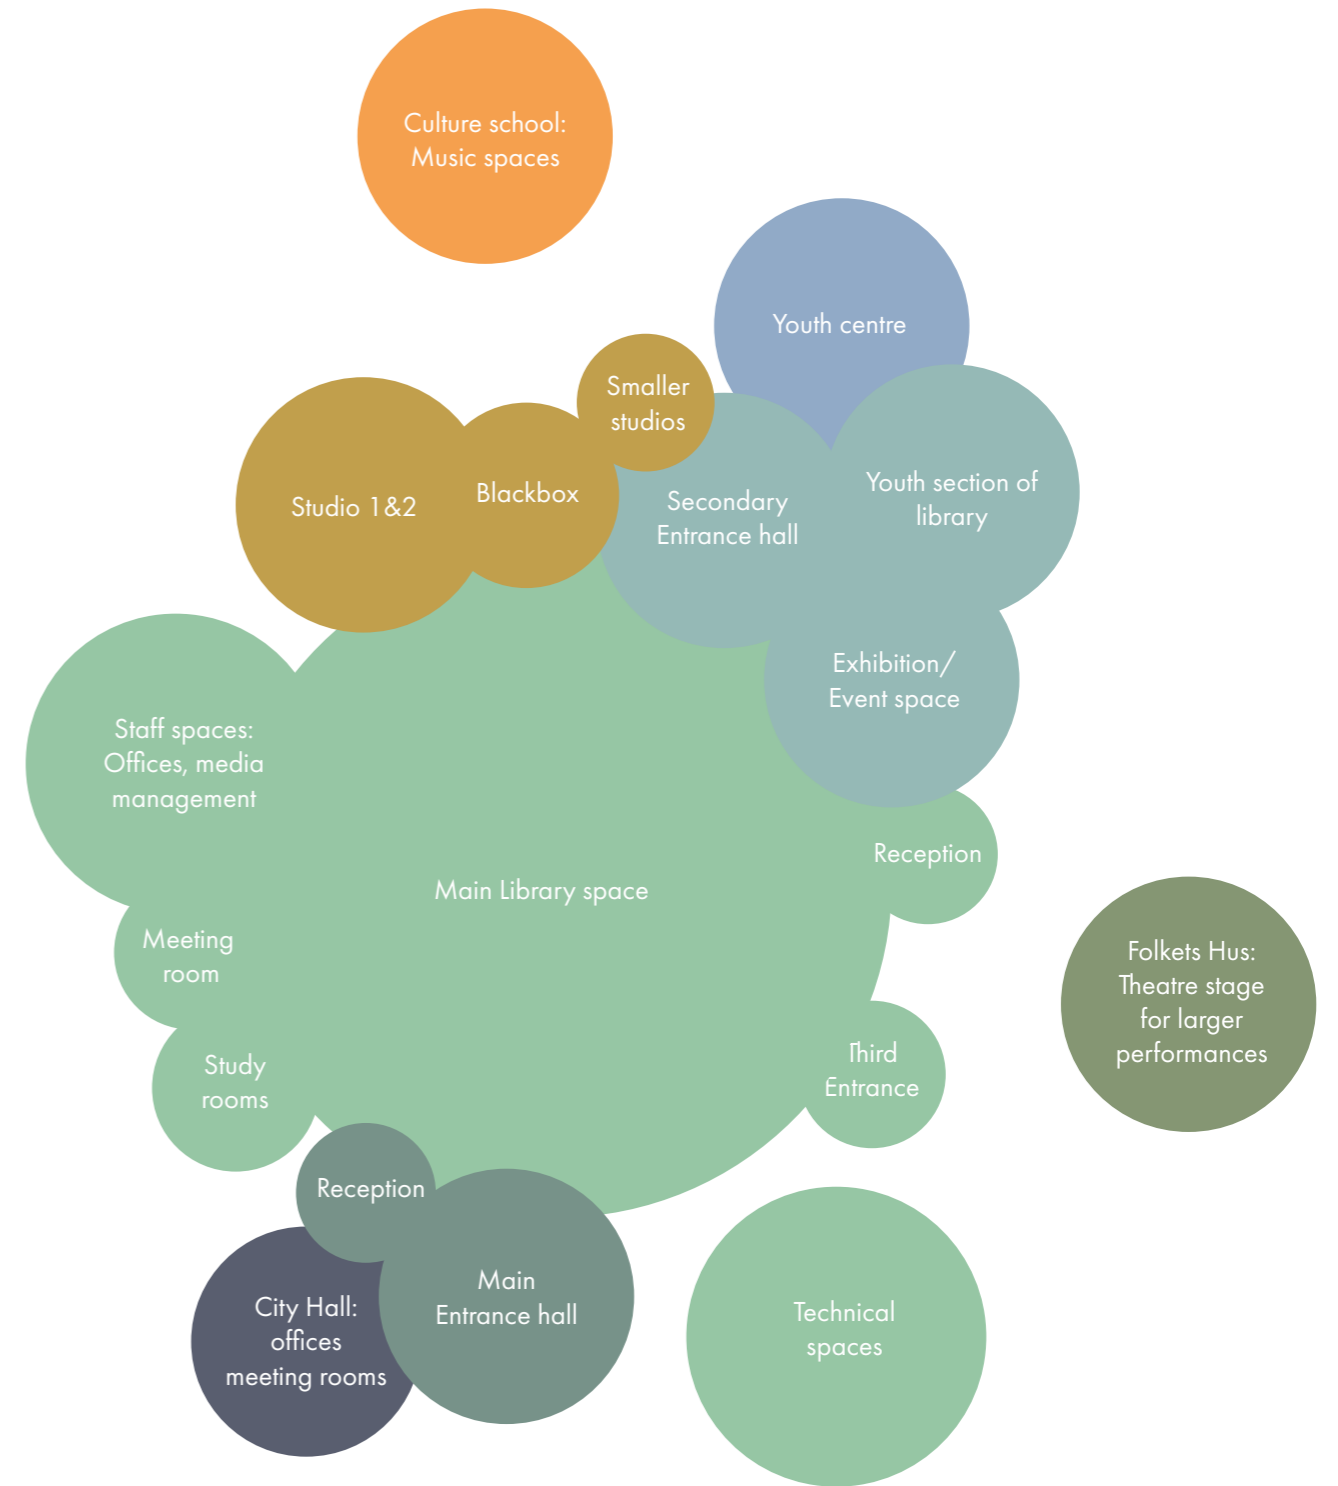 Culture school:
Music spaces
Youth centre
Smaller
studios
Studio 1&2
Blackbox
Secondary
Entrance hall
Youth section of
library
Exhibition/
Event space
Staff spaces:
Offices, media
management
Reception
Main Library space
Meeting
room
Folkets Hus:
Theatre stage
for larger
performances
Study
rooms
Third
Entrance
Reception
Main
Entrance hall
City Hall:
offices
meeting rooms
Technical
spaces